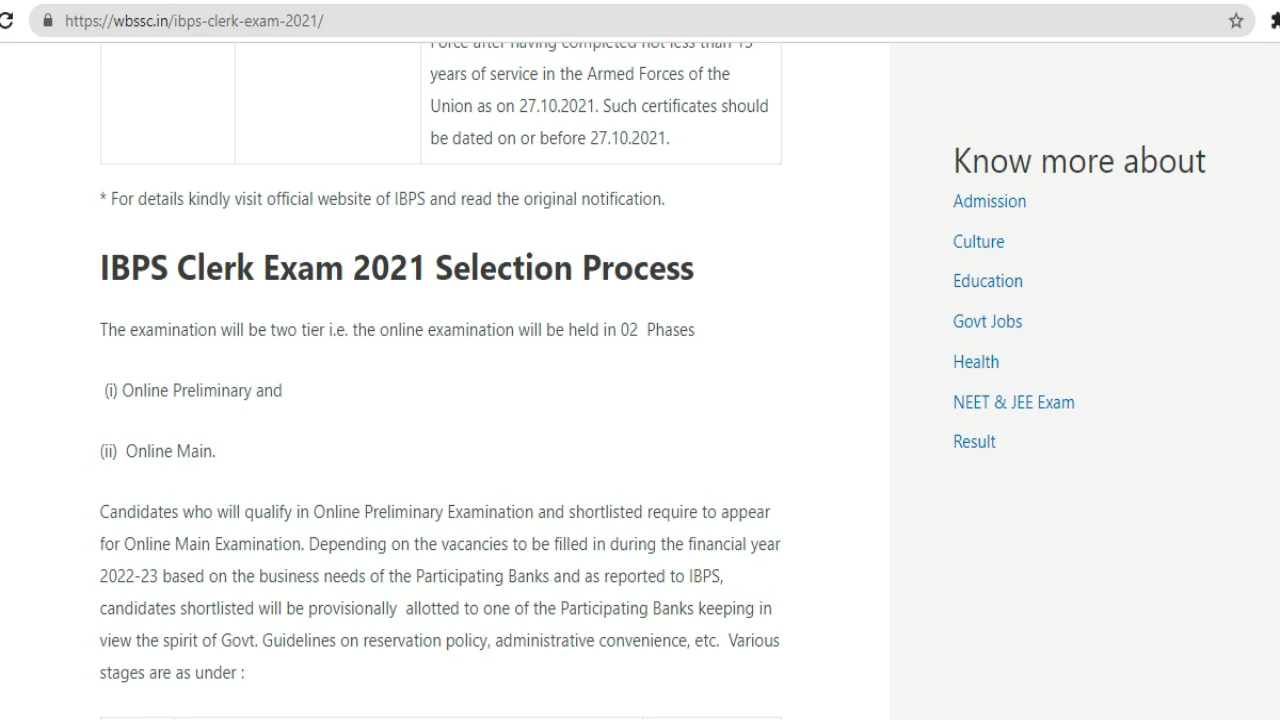 https://wbssc.in/ibps-clerk-exam-2021/
Force after having completed not less than 15
years of service in the Armed Forces of the
Union as on 27.10.2021. Such certificates should
be dated on or before 27.10.2021.
* For details kindly visit official website of IBPS and read the original notification.
IBPS Clerk Exam 2021 Selection Process
The examination will be two tier i.e. the online examination will be held in 02 Phases
(i) Online Preliminary and
(ii) Online Main.
Candidates who will qualify in Online Preliminary Examination and shortlisted require to appear
for Online Main Examination. Depending on the vacancies to be filled in during the financial year
2022-23 based on the business needs of the Participating Banks and as reported to IBPS,
candidates shortlisted will be provisionally allotted to one of the Participating Banks keeping in
view the spirit of Govt. Guidelines on reservation policy, administrative convenience, etc. Various
stages are as under :
Know more about
Admission
Culture
Education
Govt Jobs
Health
NEET & JEE Exam
Result